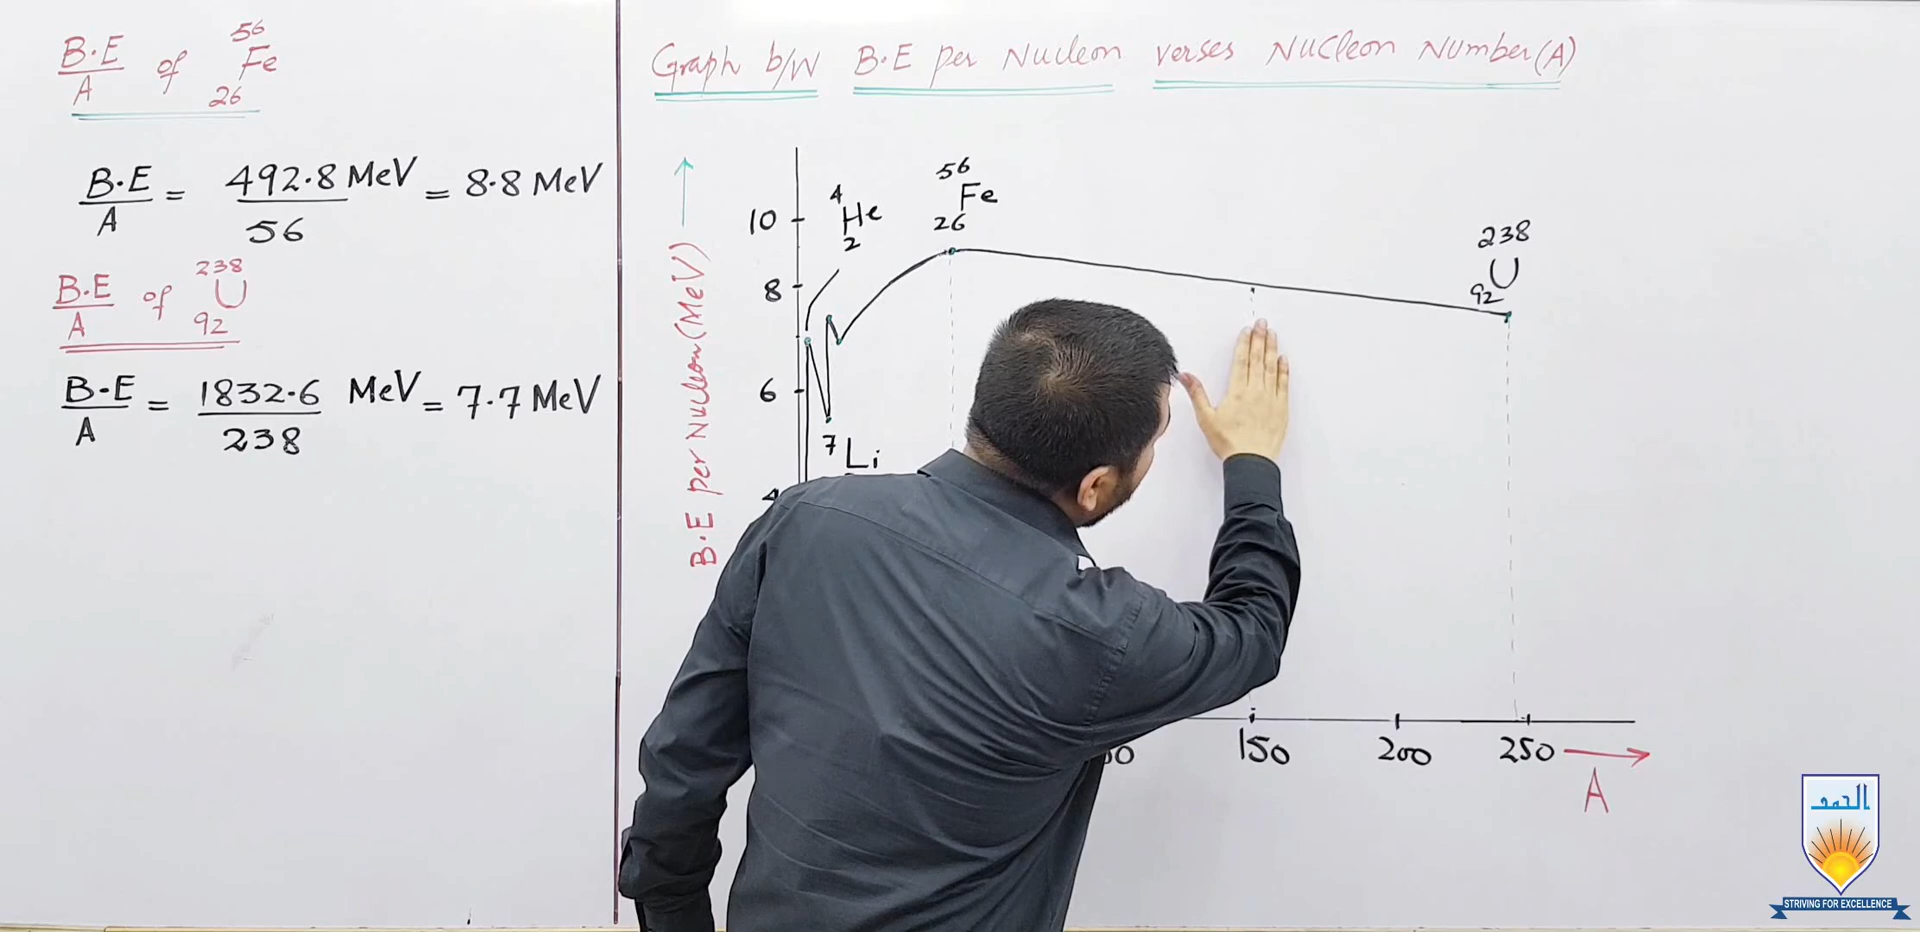 B.E
A
of
56
Fe
26
B.E
A
=
492.8 MeV
56
= 8.8 MeV
B.E
A
of
238
U
92
B.E
A
=
1832.6 MeV
238
= 7.7 MeV
Graph b/w B.E per Nucleon verses Nucleon Number(A)
B.E per Nucleon (MeV)
10
8
6
4
4
He
2
56
Fe
26
238
U
92
7
Li
150
200
250
A
الحمد
STRIVING FOR EXCELLENCE